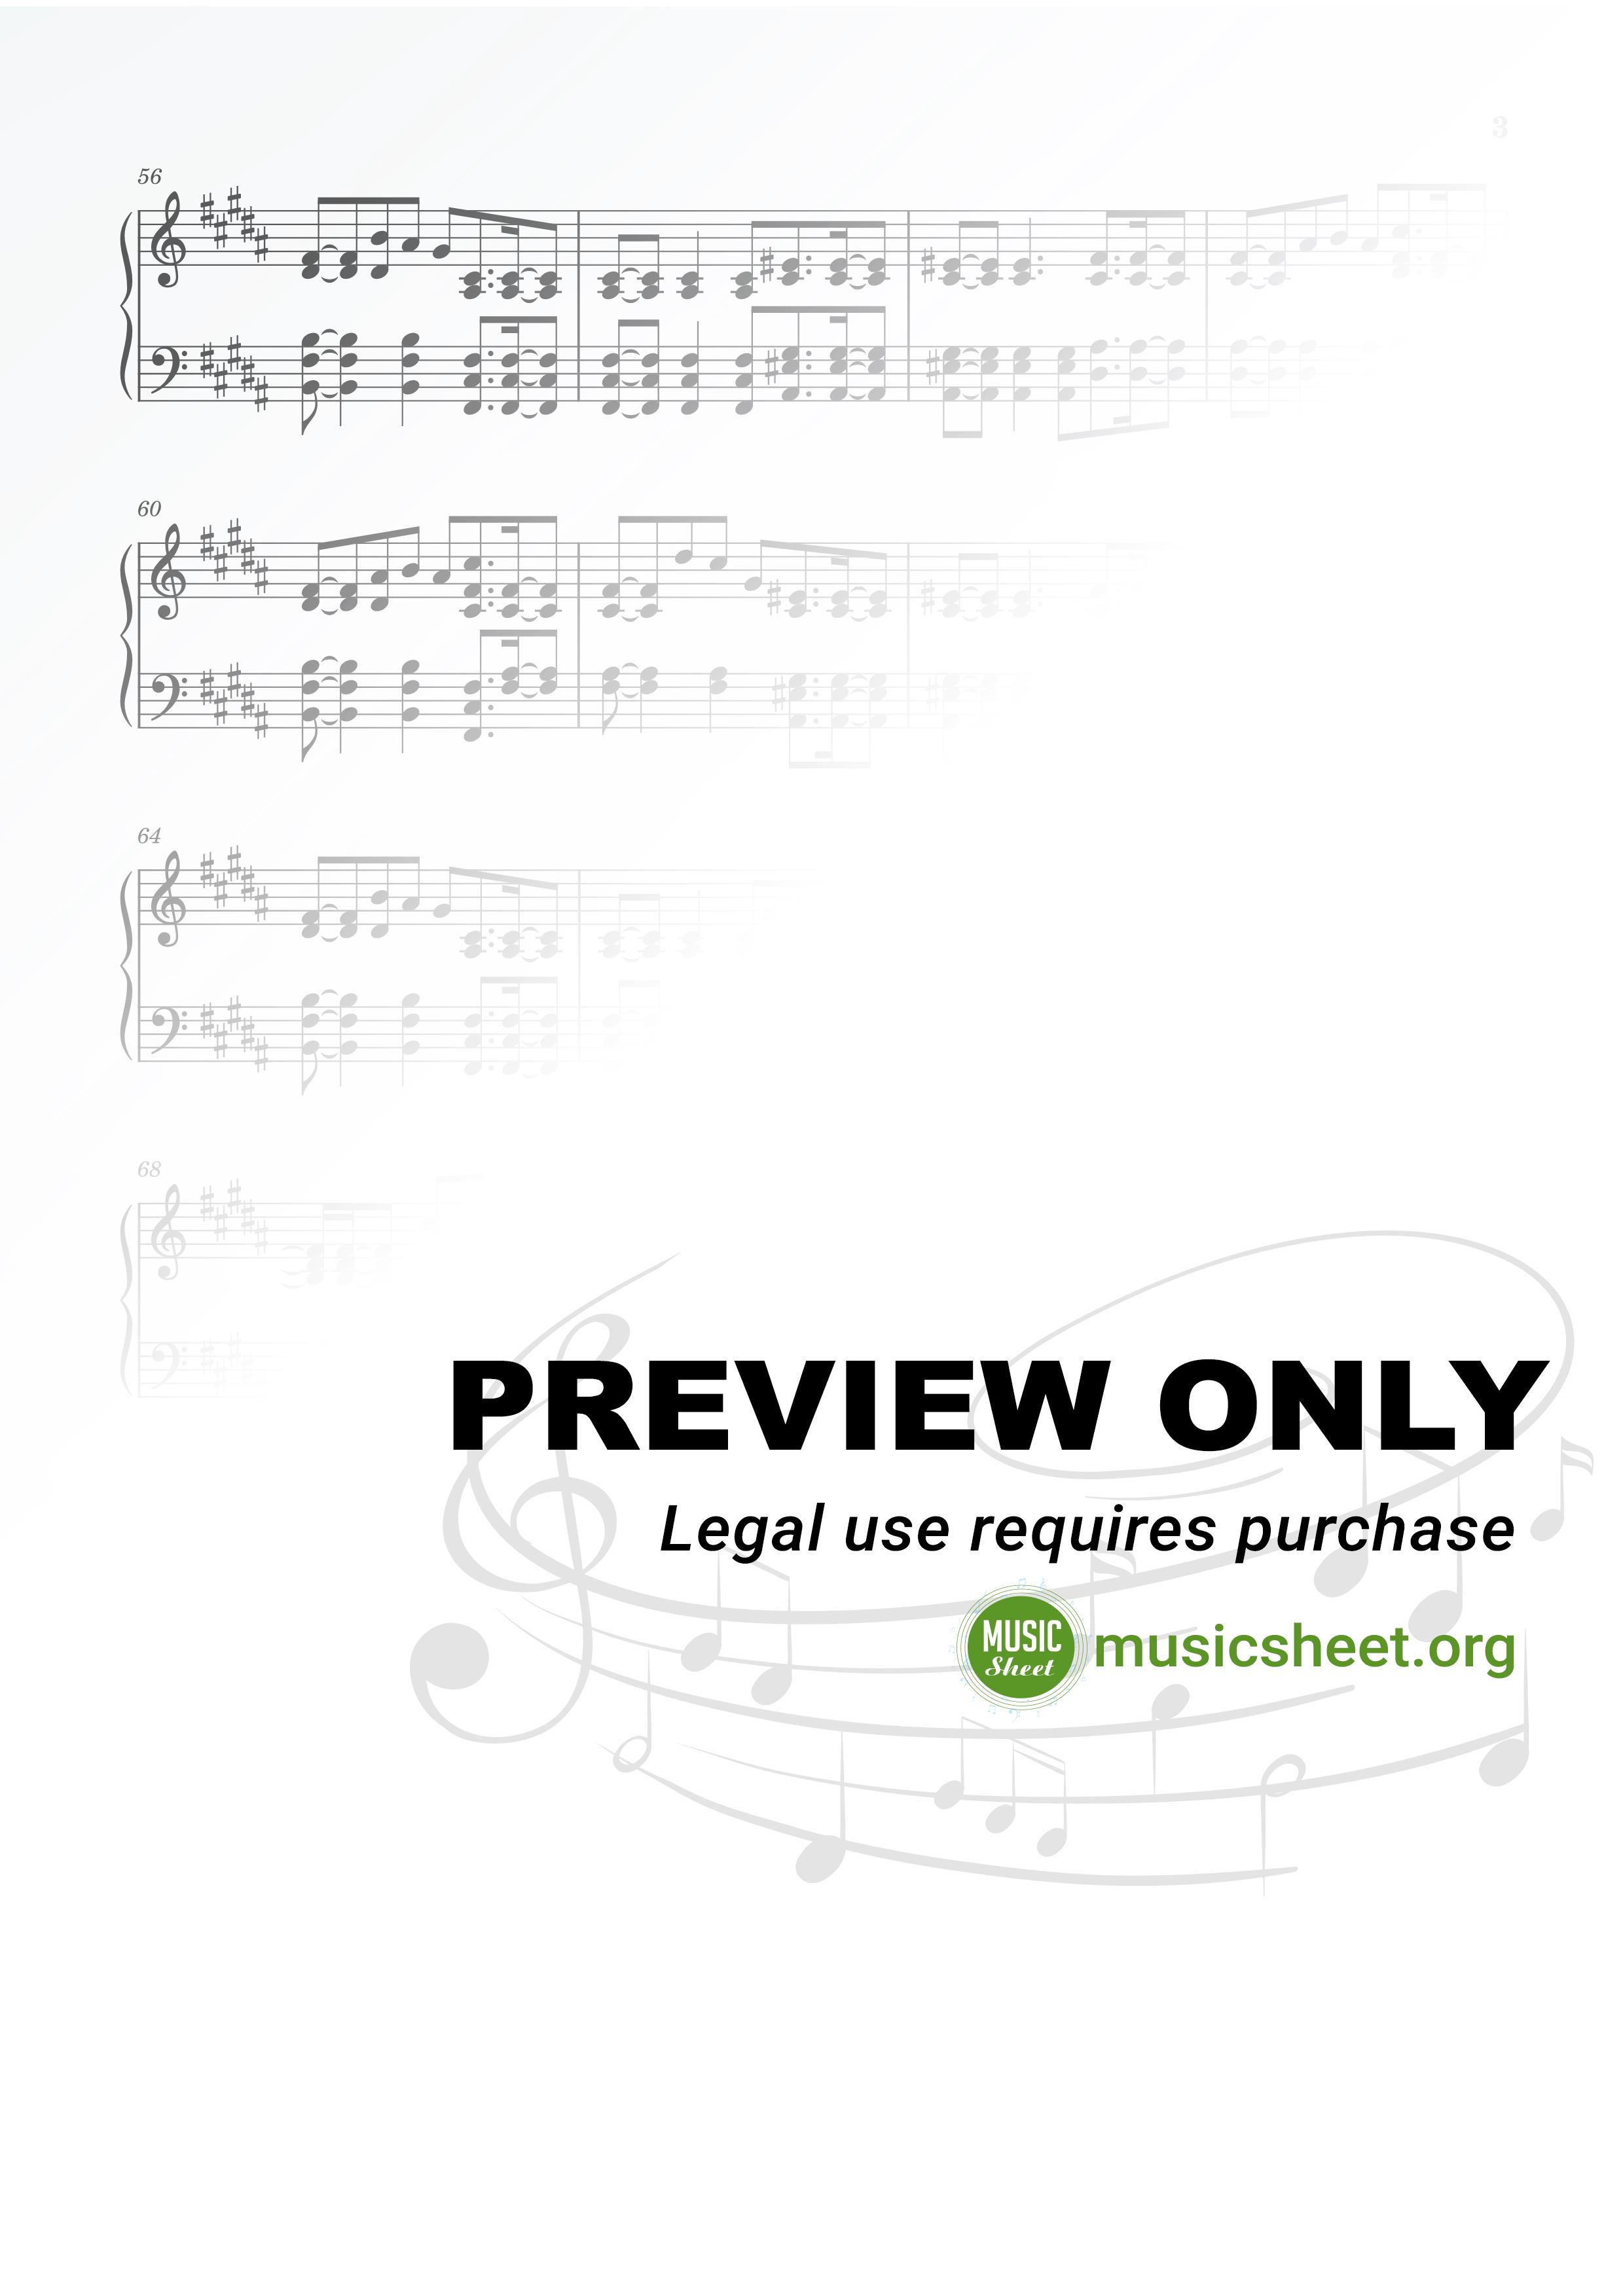 3
56
60
64
68
PREVIEW ONLY
Legal use requires purchase
MUSIC
Sheet
musicsheet.org